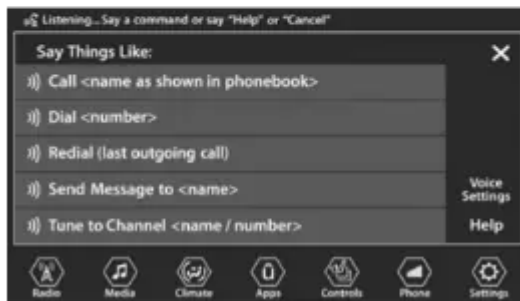 Listening... Say a command or say "Help" or "Cancel"
Say Things Like:
Call <name as shown in phonebook>
Dial <number>
Redial (last outgoing call)
Send Message to <name>
Tune to Channel <name / number>
Voice
Settings
Help
Radio Media Climate Apps Controls Phone Settings